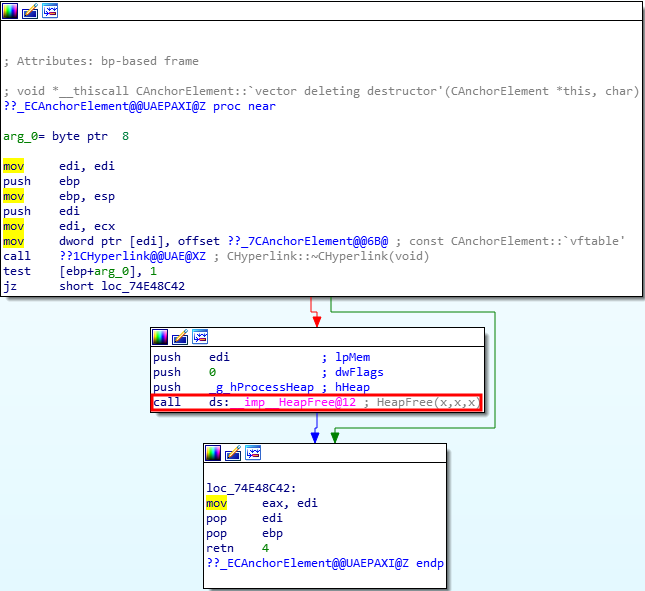 ; Attributes: bp-based frame
; void *__thiscall CAnchorElement::`vector deleting destructor'(CAnchorElement *this, char)
??_ECAnchorElement@@UAEPAXI@Z proc near
arg_0= byte ptr  8
mov     edi, edi
push    ebp
mov     ebp, esp
push    edi
mov     edi, ecx
mov     dword ptr [edi], offset ??_7CAnchorElement@@6B@ ; const CAnchorElement::`vftable'
call    ??1CHyperlink@@UAE@XZ ; CHyperlink::~CHyperlink(void)
test    [ebp+arg_0], 1
jz      short loc_74E48C42
push    edi             ; lpMem
push    0               ; dwFlags
push    _g_hProcessHeap ; hHeap
call    ds:__imp__HeapFree@12 ; HeapFree(x,x,x)
loc_74E48C42:
mov     eax, edi
pop     edi
pop     ebp
retn    4
??_ECAnchorElement@@UAEPAXI@Z endp